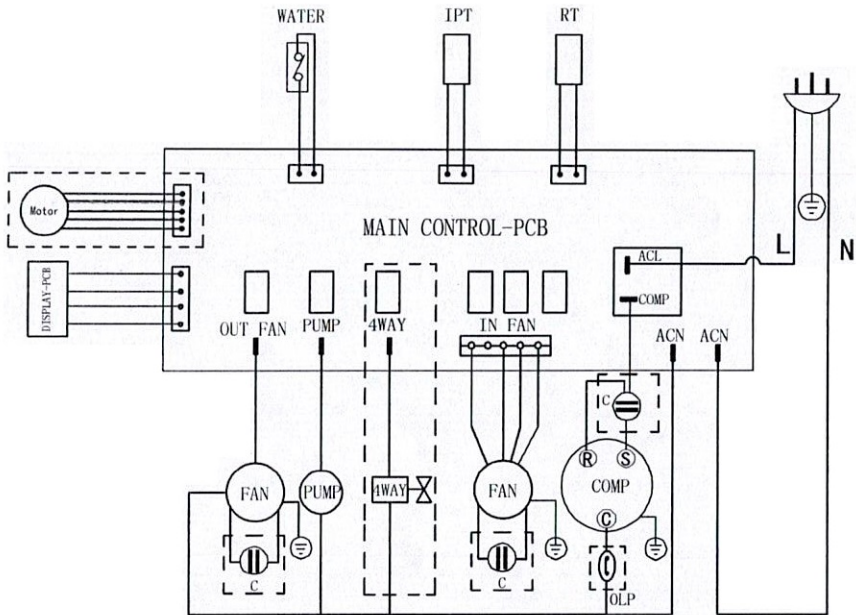 WATER IPT RT
Motor
MAIN CONTROL-PCB
L N
ACL
COMP
DISPLAY-PCB
OUT FAN PUMP 4WAY IN FAN
ACN ACN
C
R S
FAN PUMP 4WAY FAN COMP
C
C C
OLP